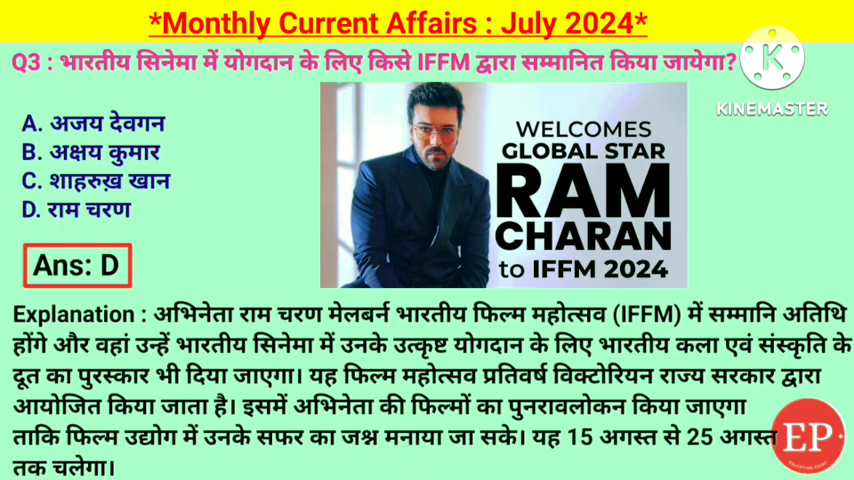 *Monthly Current Affairs : July 2024*
Q3 : भारतीय सिनेमा में योगदान के लिए किसे IFFM द्वारा सम्मानित किया जायेगा?
KINEMASTER
A. अजय देवगन
B. अक्षय कुमार
C. शाहरुख़ खान
D. राम चरण
WELCOMES
GLOBAL STAR
RAM
CHARAN
to IFFM 2024
Ans: D
Explanation : अभिनेता राम चरण मेलबर्न भारतीय फिल्म महोत्सव (IFFM) में सम्मानि अतिथि
होंगे और वहां उन्हें भारतीय सिनेमा में उनके उत्कृष्ट योगदान के लिए भारतीय कला एवं संस्कृति के
दूत का पुरस्कार भी दिया जाएगा। यह फिल्म महोत्सव प्रतिवर्ष विक्टोरियन राज्य सरकार द्वारा
आयोजित किया जाता है। इसमें अभिनेता की फिल्मों का पुनरावलोकन किया जाएगा
ताकि फिल्म उद्योग में उनके सफर का जश्न मनाया जा सके। यह 15 अगस्त से 25 अगस्त
तक चलेगा।
EP